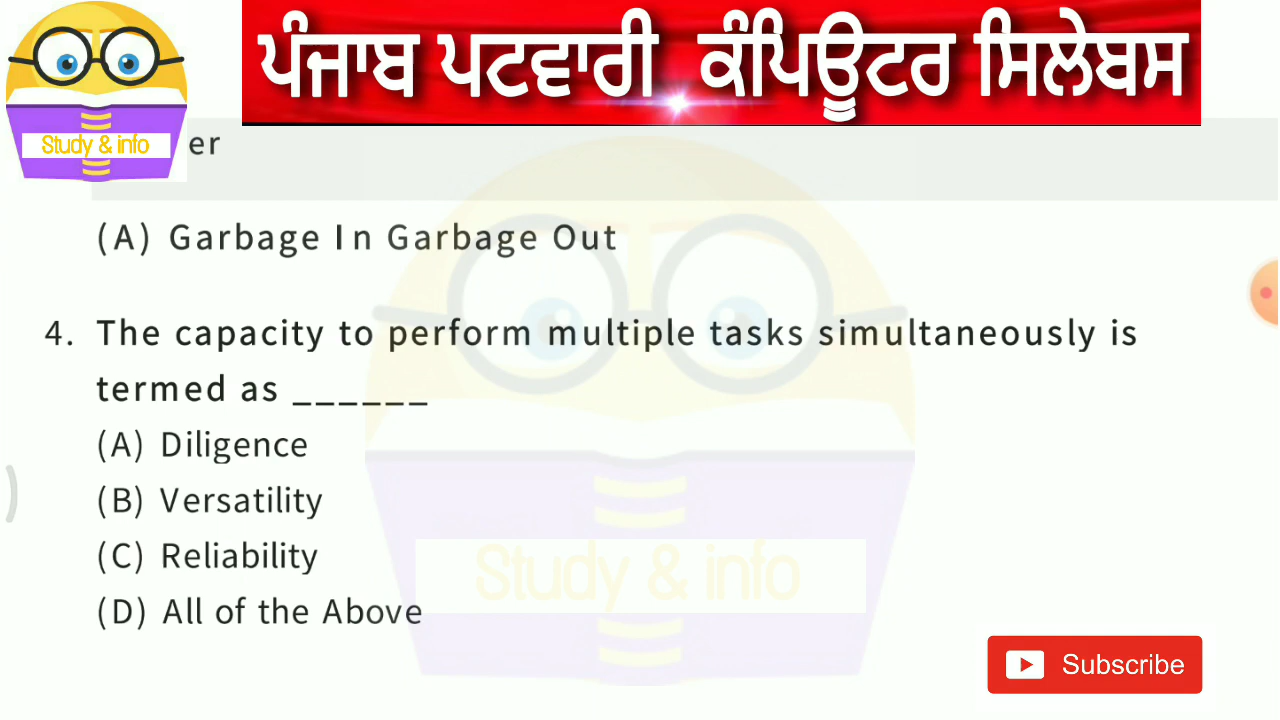 ਪੰਜਾਬ ਪਟਵਾਰੀ ਕੰਪਿਊਟਰ ਸਿਲੇਬਸ
Study & info
er
(A) Garbage In Garbage Out
4. The capacity to perform multiple tasks simultaneously is
termed as ______
(A) Diligence
(B) Versatility
(C) Reliability
Study & info
(D) All of the Above
Subscribe